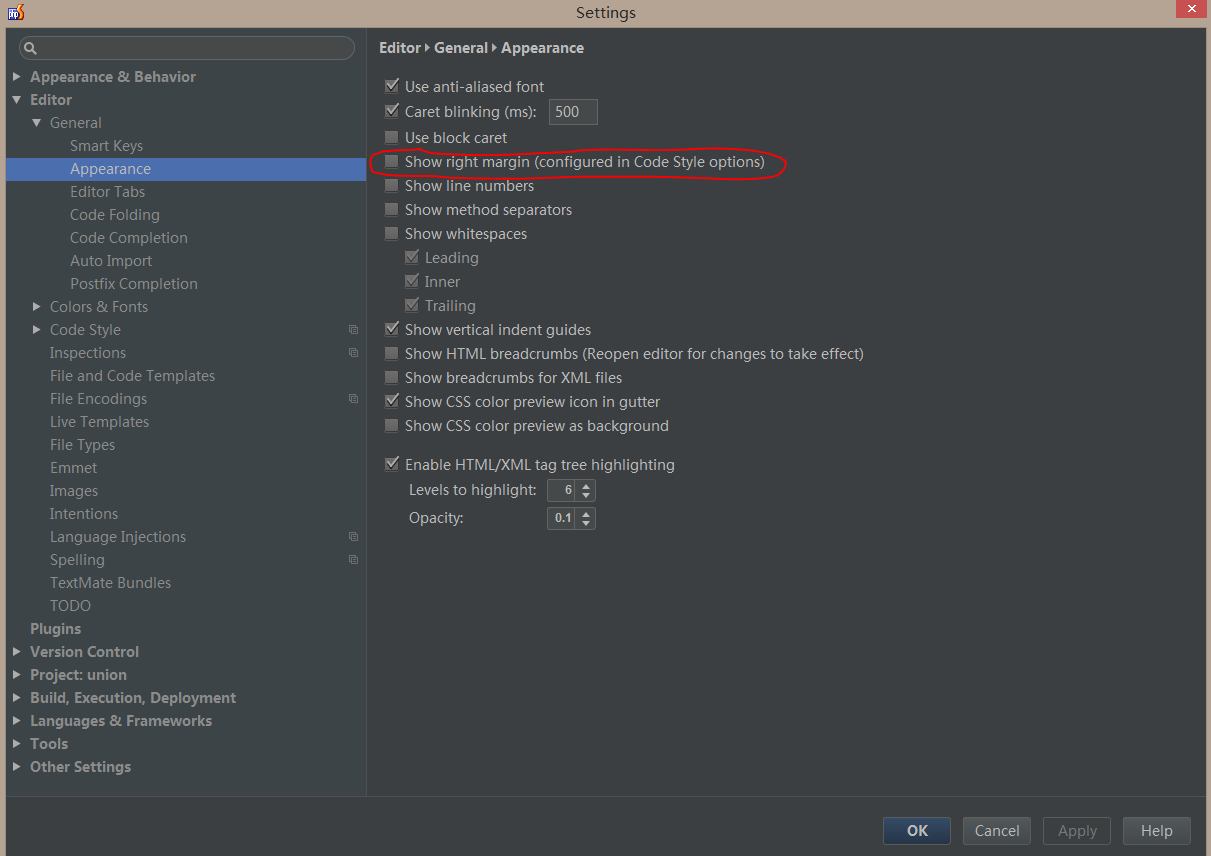 Settings
Appearance & Behavior
Editor
General
Smart Keys
Appearance
Editor Tabs
Code Folding
Code Completion
Auto Import
Postfix Completion
Colors & Fonts
Code Style
Inspections
File and Code Templates
File Encodings
Live Templates
File Types
Emmet
Images
Intentions
Language Injections
Spelling
TextMate Bundles
TODO
Plugins
Version Control
Project: union
Build, Execution, Deployment
Languages & Frameworks
Tools
Other Settings
Editor General Appearance
Use anti-aliased font
Caret blinking (ms): 500
Use block caret
Show right margin (configured in Code Style options)
Show line numbers
Show method separators
Show whitespaces
Leading
Inner
Trailing
Show vertical indent guides
Show HTML breadcrumbs (Reopen editor for changes to take effect)
Show breadcrumbs for XML files
Show CSS color preview icon in gutter
Show CSS color preview as background
Enable HTML/XML tag tree highlighting
Levels to highlight: 6
Opacity: 0.1
OK Cancel Apply Help